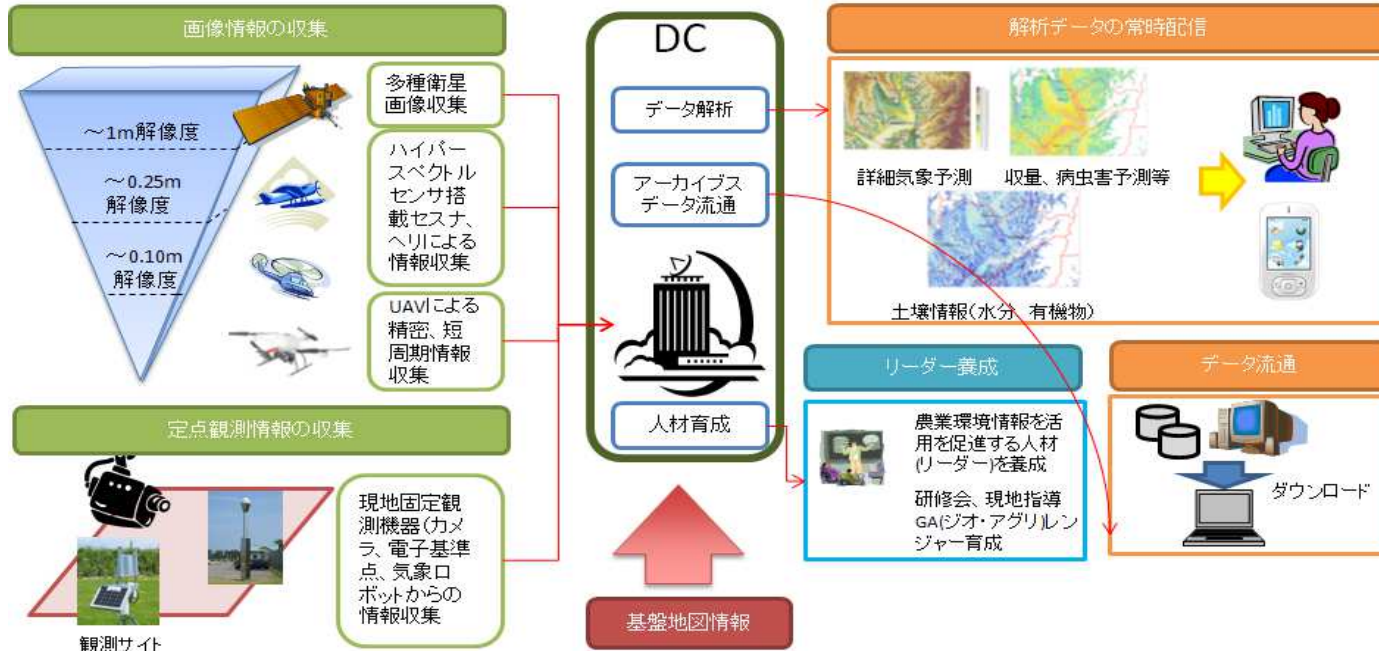 画像情報の収集
～1m解像度
～0.25m
解像度
～0.10m
解像度
多種衛星
画像収集
ハイパー
スペクトル
センサ搭
載セスナ、
ヘリによる
情報収集
UAVによる
精密、短
周期情報
収集
定点観測情報の収集
観測サイト
現地固定観
測機器(カメ
ラ、電子基準
点、気象ロ
ボットからの
情報収集
DC
データ解析
アーカイブス
データ流通
人材育成
基盤地図情報
解析データの常時配信
詳細気象予測
収量、病虫害予測等
土壌情報(水分 有機物)
リーダー養成
農業環境情報を活
用を促進する人材
(リーダー)を養成
研修会、現地指導
GA(ジオ・アグリ)レン
ジャー育成
データ流通
ダウンロード